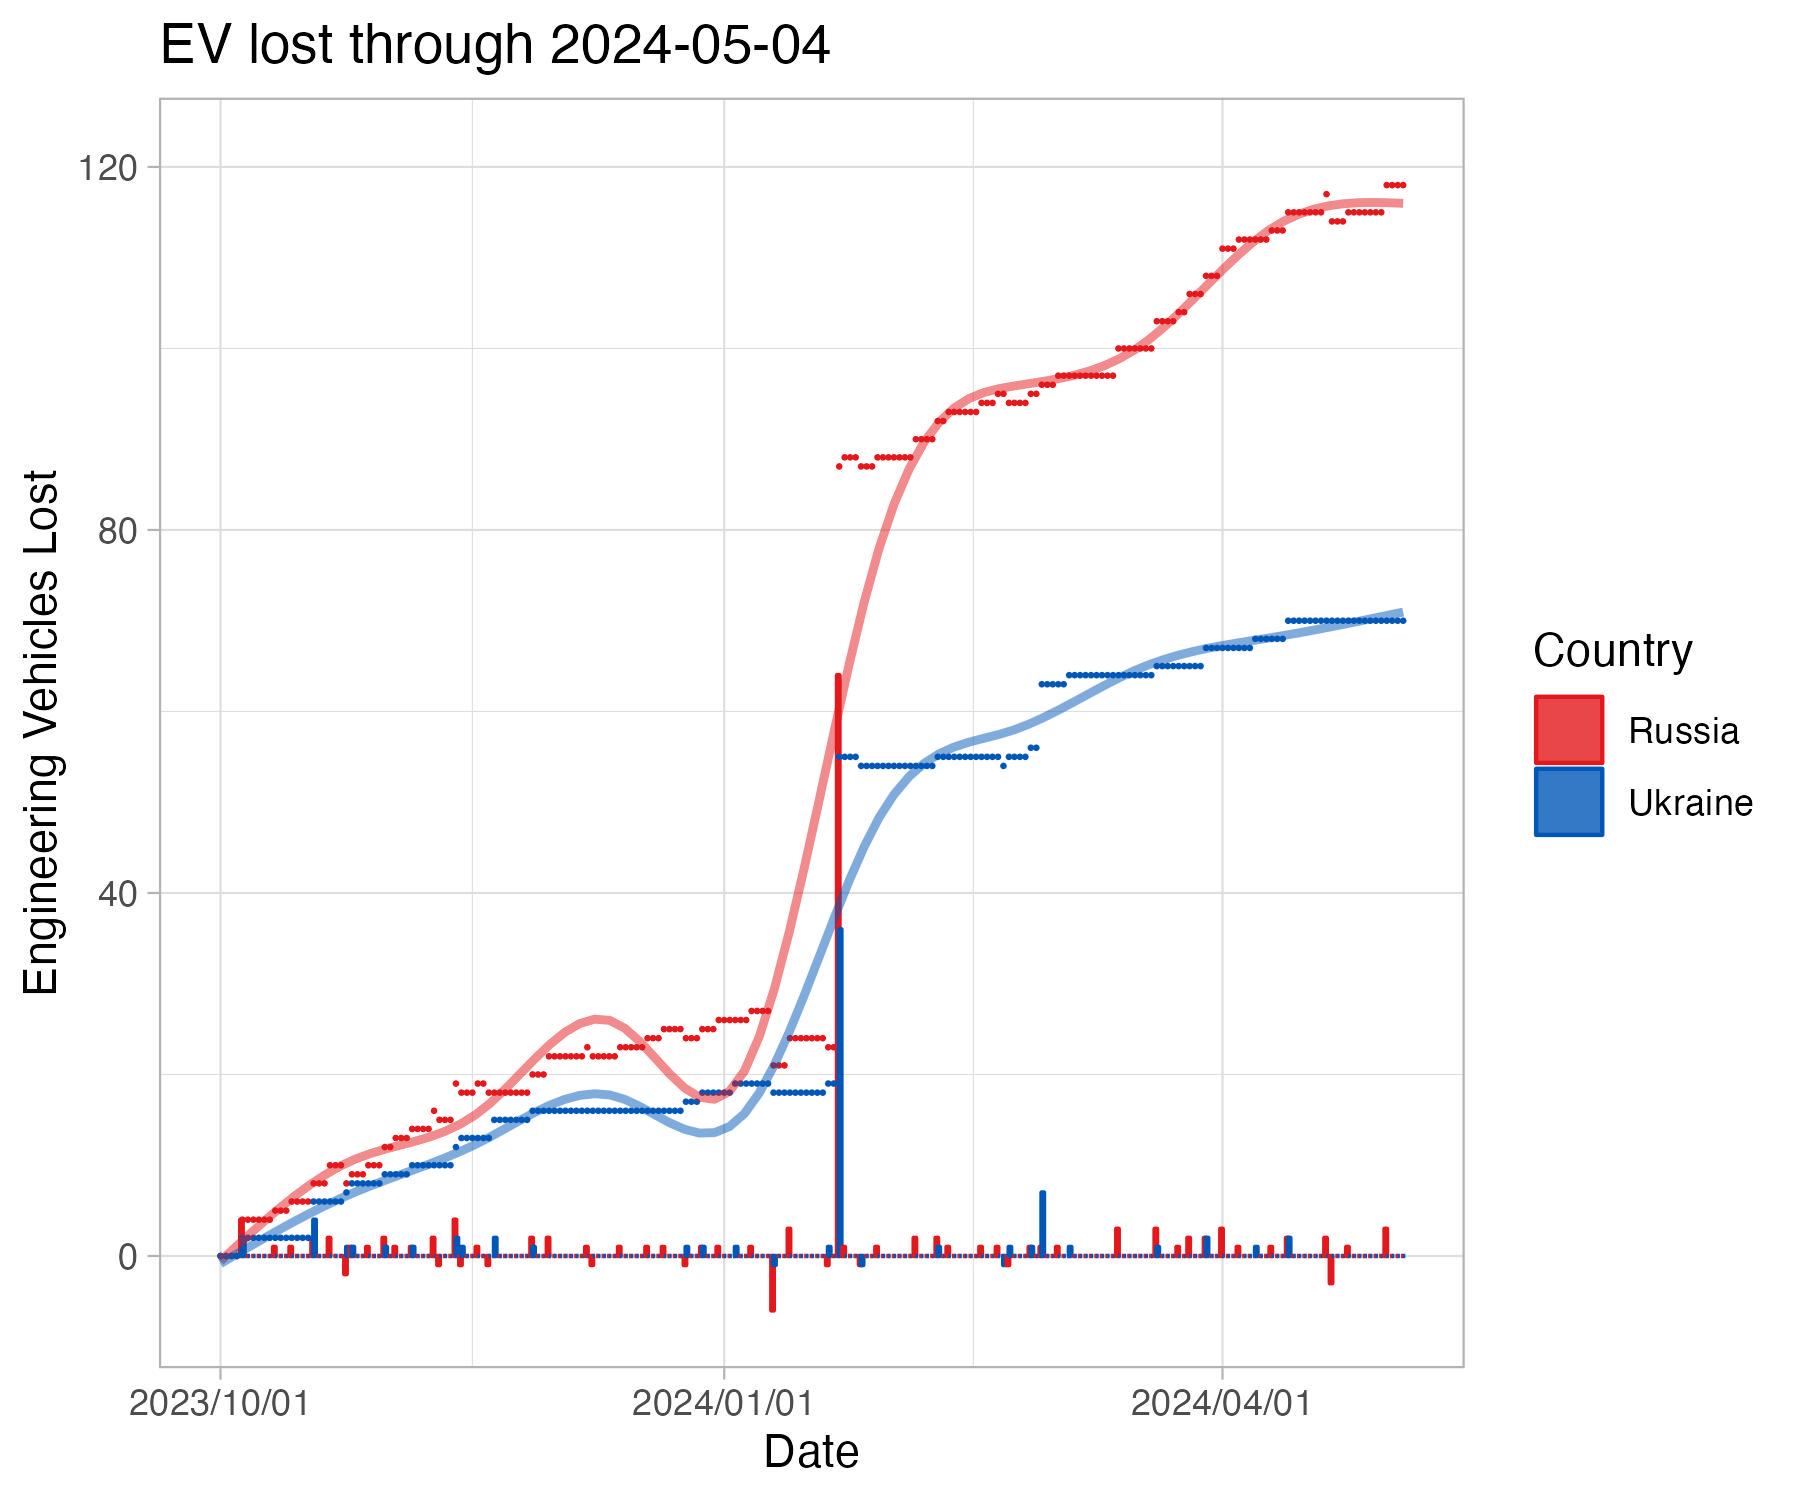 EV lost through 2024-05-04
120
80
40
0
Engineering Vehicles Lost
2023/10/01
2024/01/01
2024/04/01
Date
Country
Russia
Ukraine